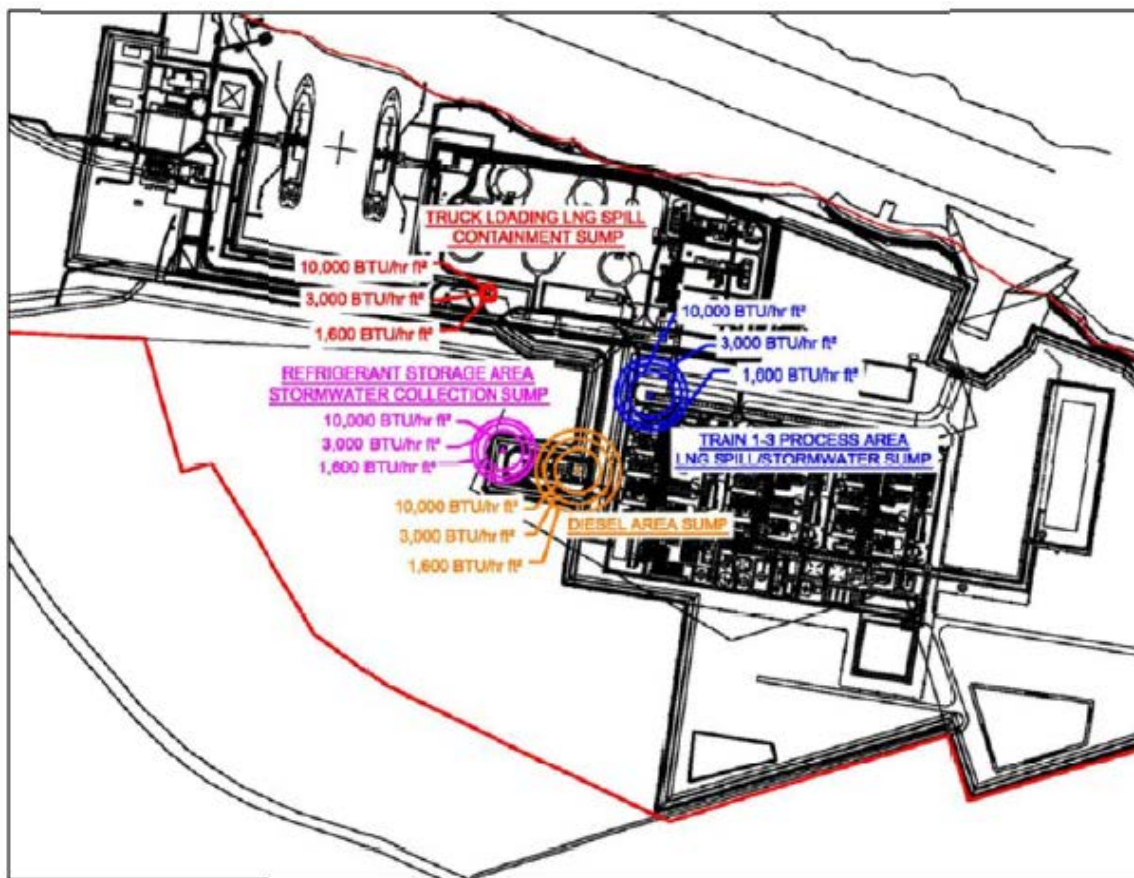 TRUCK LOADING LNG SPILL
CONTAINMENT SUMP
10,000 BTU/hr ft²
3,000 BTU/hr ft²
1,600 BTU/hr ft²
10,000 BTU/hr ft²
3,000 BTU/hr ft²
1,600 BTU/hr ft²
TRAIN 1-3 PROCESS AREA
LNG SPILL/STORMWATER SUMP
REFRIGERANT STORAGE AREA
STORMWATER COLLECTION SUMP
10,000 BTU/hr ft²
3,000 BTU/hr ft²
1,600 BTU/hr ft²
10,000 BTU/hr ft²
3,000 BTU/hr ft²
1,600 BTU/hr ft²
DIESEL AREA SUMP